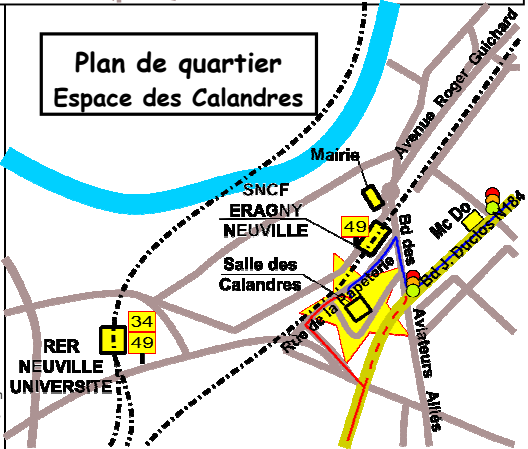 Plan de quartier
Espace des Calandres
Avenue Roger Guichard
Mairie
SNCF
ERAGNY
NEUVILLE
49
Mc Do
Bd J. Duclos N184
Bd des
Aviateurs Alliés
Salle des
Calandres
Rue de la Papeterie
34
49
RER
NEUVILLE
UNIVERSITE